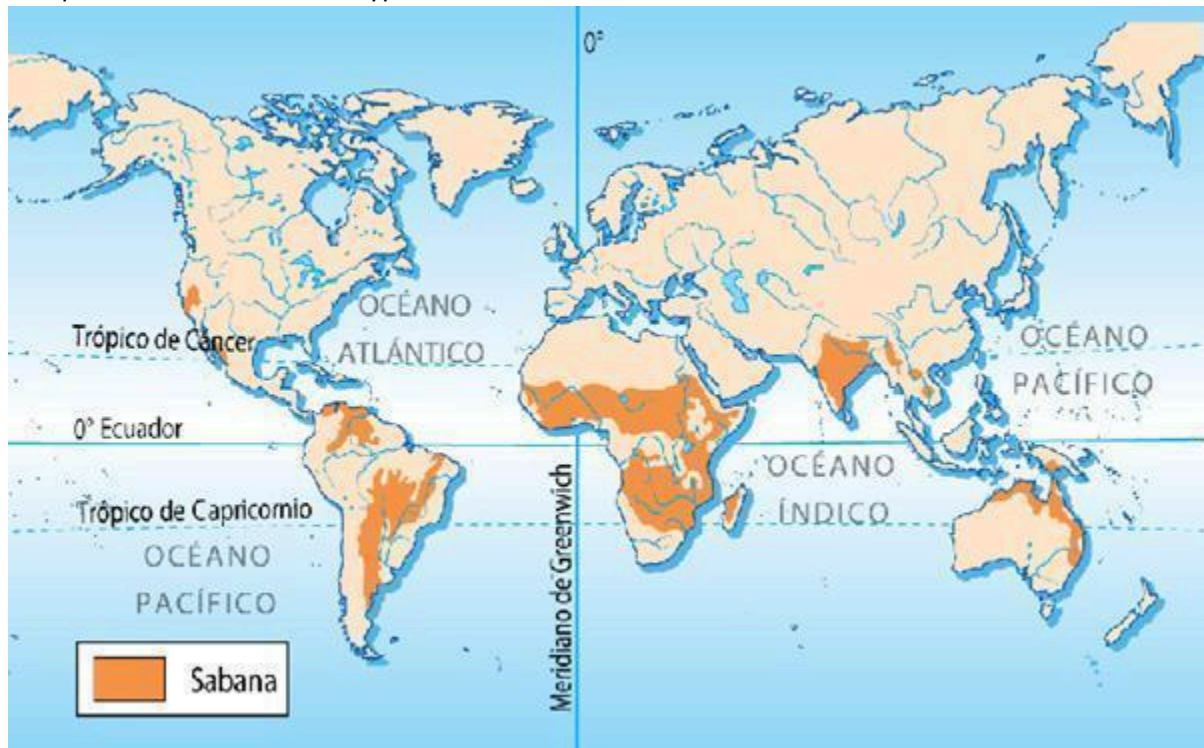 0°
OCÉANO
ATLÁNTICO
Trópico de Cáncer
OCÉANO
PACÍFICO
0° Ecuador
OCÉANO
ÍNDICO
Trópico de Capricornio
OCÉANO
PACÍFICO
Meridiano de Greenwich
Sabana